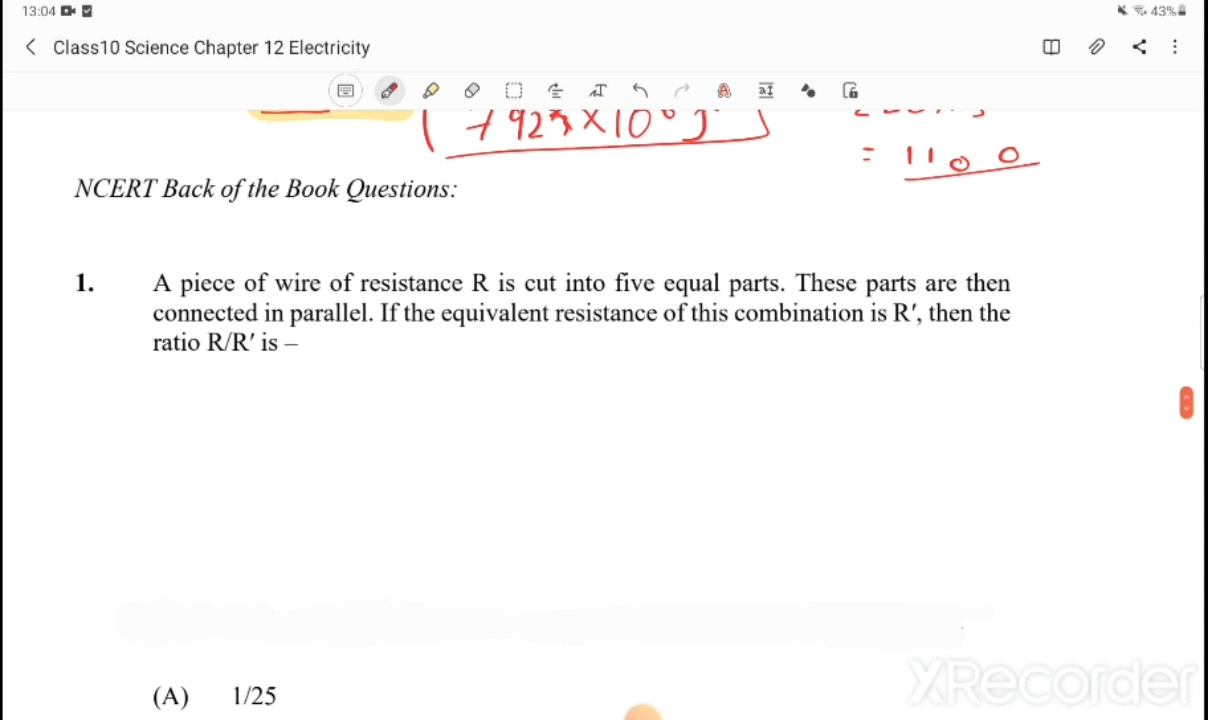 13:04
43%
Class10 Science Chapter 12 Electricity
= 1100
NCERT Back of the Book Questions:
1. A piece of wire of resistance R is cut into five equal parts. These parts are then
connected in parallel. If the equivalent resistance of this combination is R′, then the
ratio R/R′ is –
XRecorder
(A) 1/25